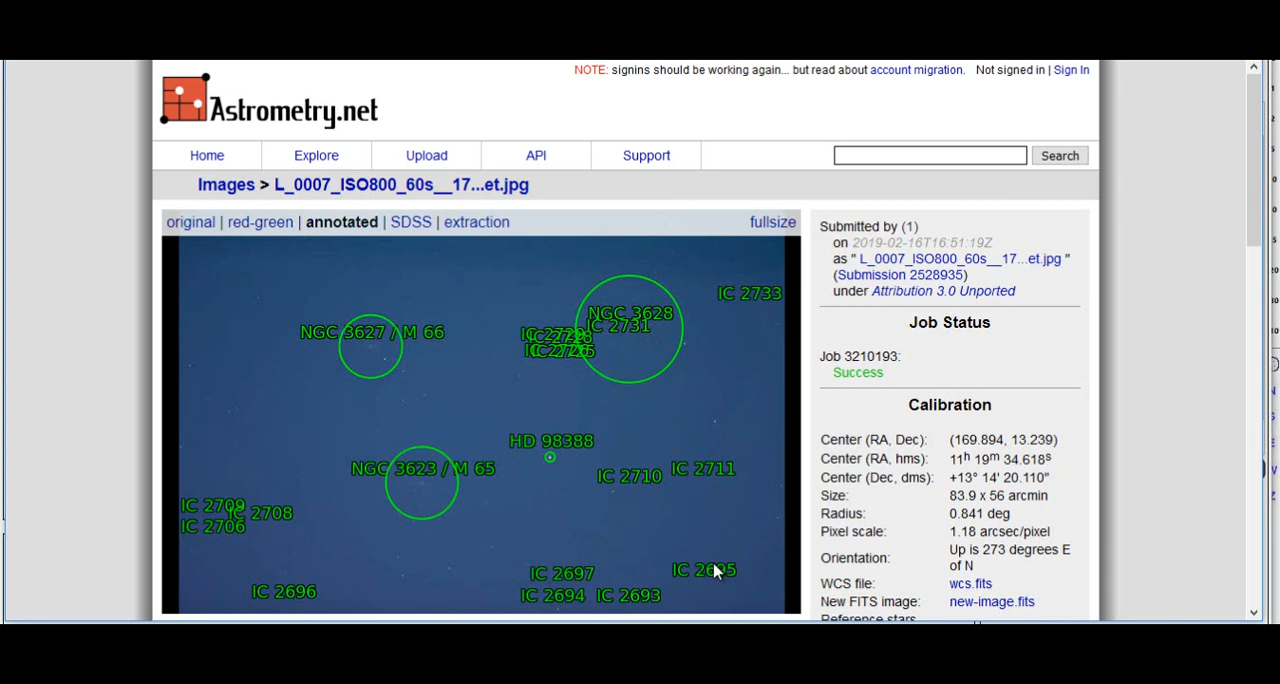 NOTE: signins should be working again... but read about account migration. Not signed in | Sign In
Astrometry.net
Home Explore Upload API Support Search
Images > L_0007_ISO800_60s__17...et.jpg
original | red-green | annotated | SDSS | extraction fullsize
NGC 3627 / M 66
NGC 3628
IC 2731
IC 2733
HD 98388
NGC 3623 / M 65
IC 2710
IC 2711
IC 2709
IC 2708
IC 2706
IC 2697
IC 2696
IC 2694
IC 2693
Submitted by (1)
on 2019-02-16T16:51:19Z
as " L_0007_ISO800_60s__17...et.jpg "
(Submission 2528935)
under Attribution 3.0 Unported
Job Status
Job 3210193:
Success
Calibration
Center (RA, Dec): (169.894, 13.239)
Center (RA, hms): 11h 19m 34.618s
Center (Dec, dms): +13° 14' 20.110"
Size: 83.9 x 56 arcmin
Radius: 0.841 deg
Pixel scale: 1.18 arcsec/pixel
Orientation: Up is 273 degrees E
of N
WCS file: wcs.fits
New FITS image: new-image.fits
Reference stars